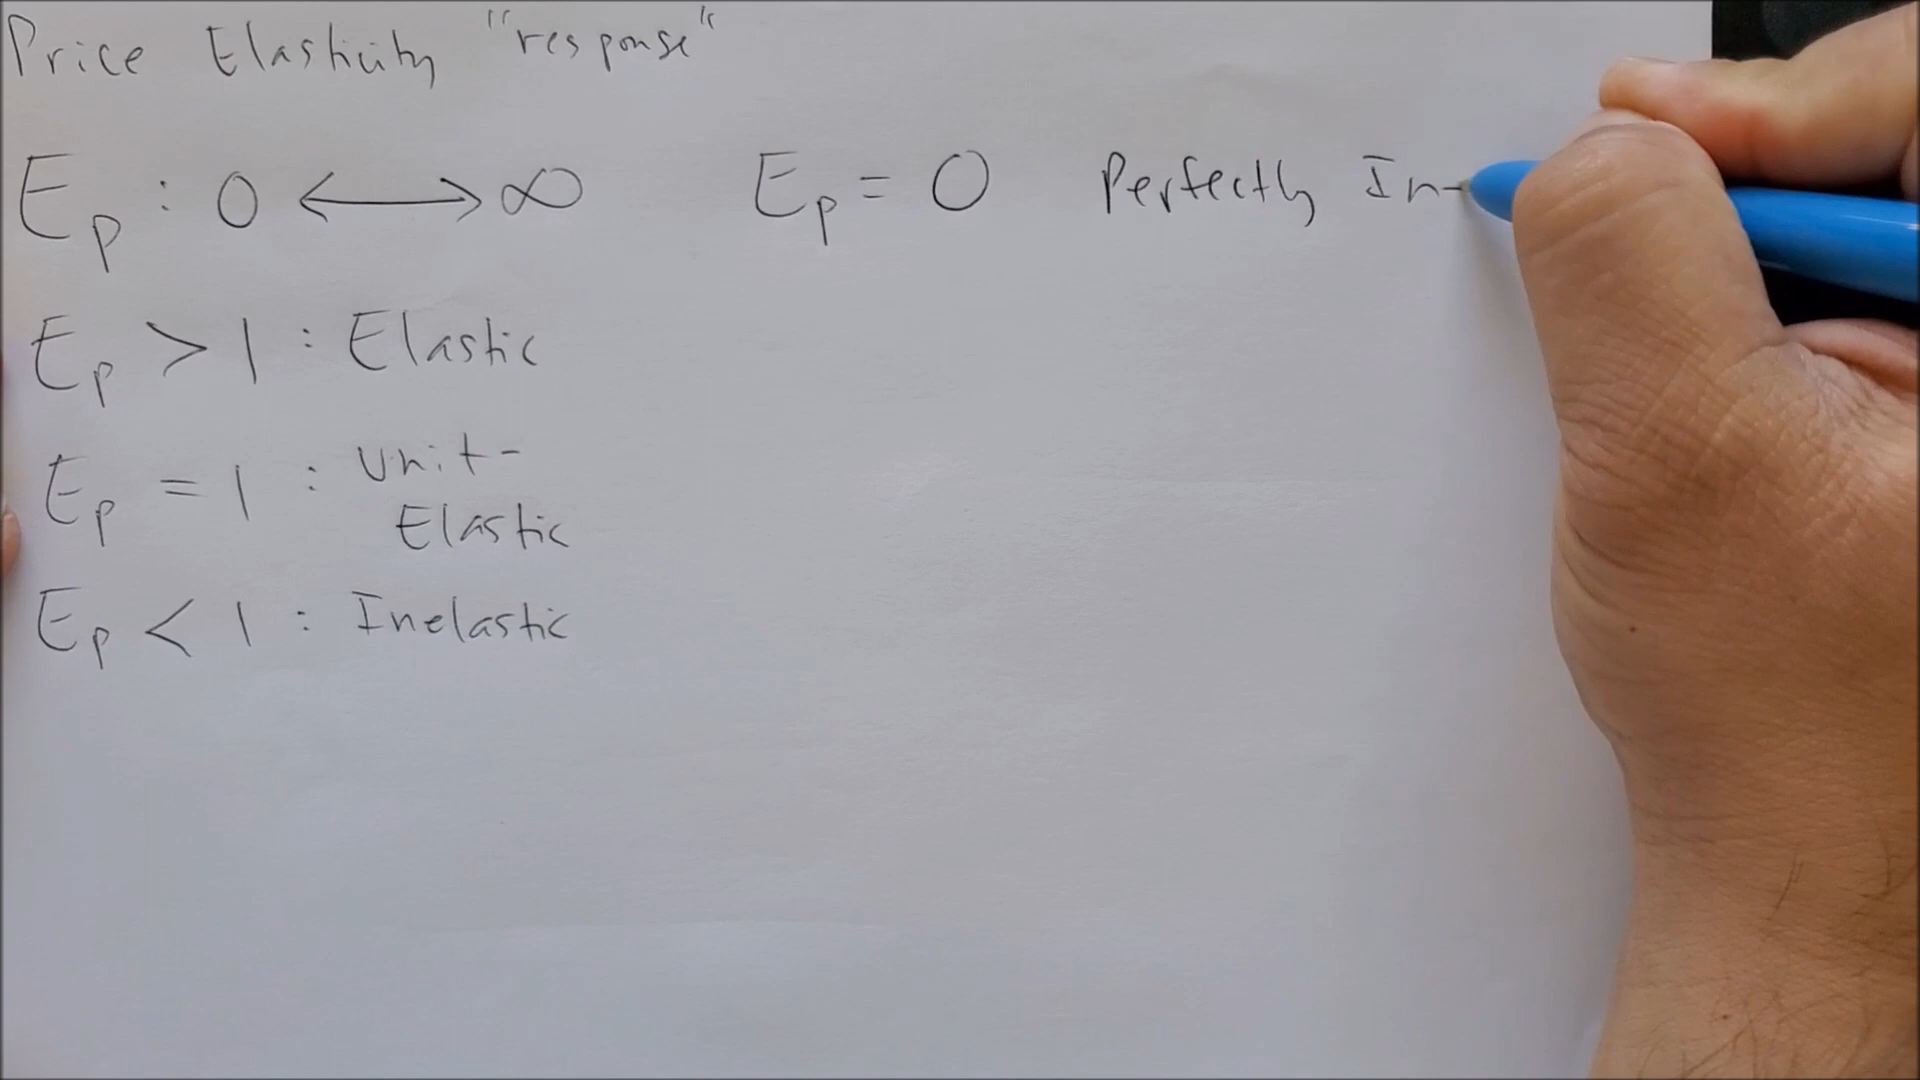 Price Elasticity "response"
Ep : 0 ⟷ ∞
Ep > 1 : Elastic
Ep = 1 : Unit-
Elastic
Ep < 1 : Inelastic
Ep = 0 Perfectly In-